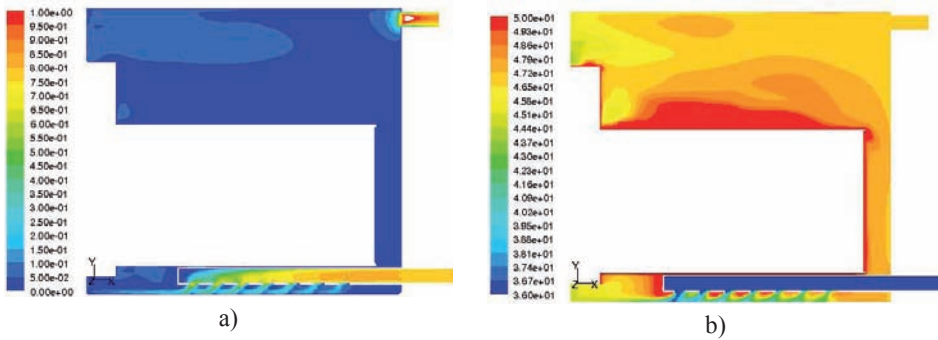 1.00e+00
9.50e-01
9.00e-01
8.50e-01
8.00e-01
7.50e-01
7.00e-01
6.50e-01
6.00e-01
5.50e-01
5.00e-01
4.50e-01
4.00e-01
3.50e-01
3.00e-01
2.50e-01
2.00e-01
1.50e-01
1.00e-01
5.00e-02
0.00e+00
Y
Z X
a)
5.00e+01
4.93e+01
4.86e+01
4.79e+01
4.72e+01
4.65e+01
4.58e+01
4.51e+01
4.44e+01
4.37e+01
4.30e+01
4.23e+01
4.16e+01
4.09e+01
4.02e+01
3.95e+01
3.88e+01
3.81e+01
3.74e+01
3.67e+01
3.60e+01
Y
Z X
b)